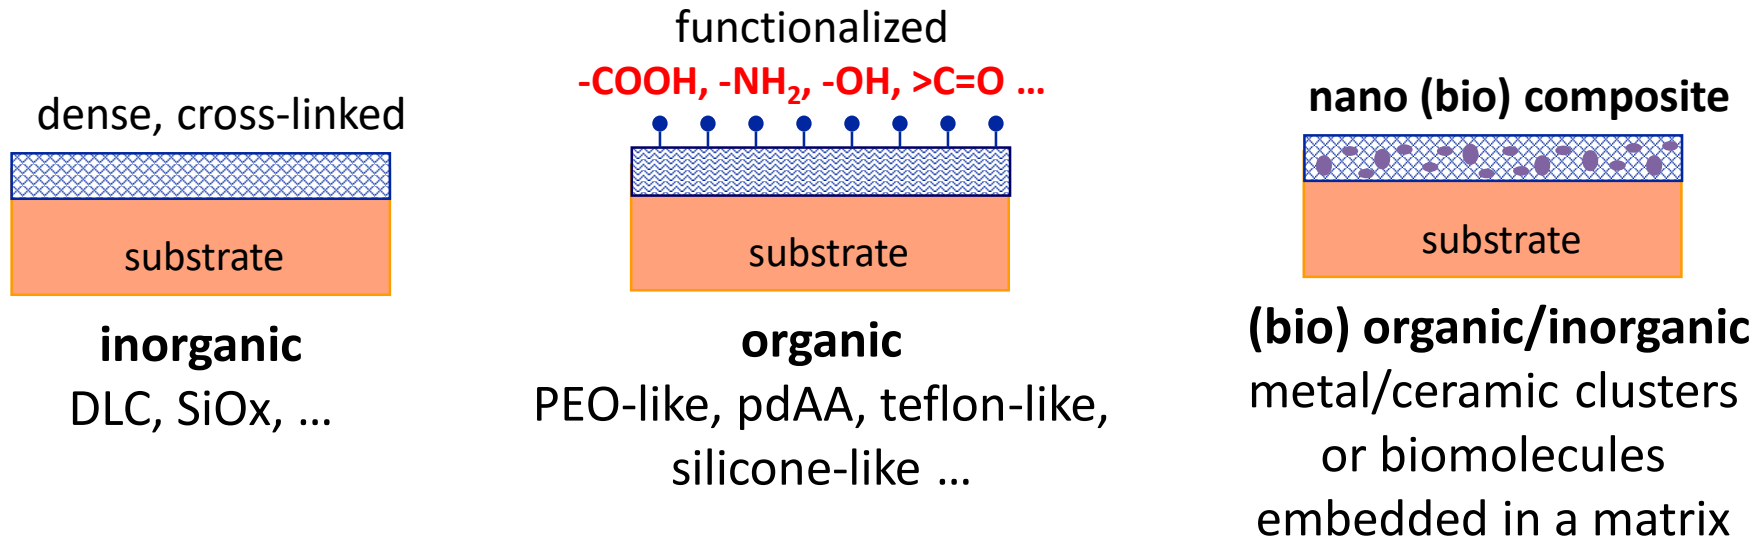 dense, cross-linked
substrate
inorganic
DLC, SiOx, ...
functionalized
-COOH, -NH2, -OH, >C=O ...
substrate
organic
PEO-like, pdAA, teflon-like,
silicone-like ...
nano (bio) composite
substrate
(bio) organic/inorganic
metal/ceramic clusters
or biomolecules
embedded in a matrix